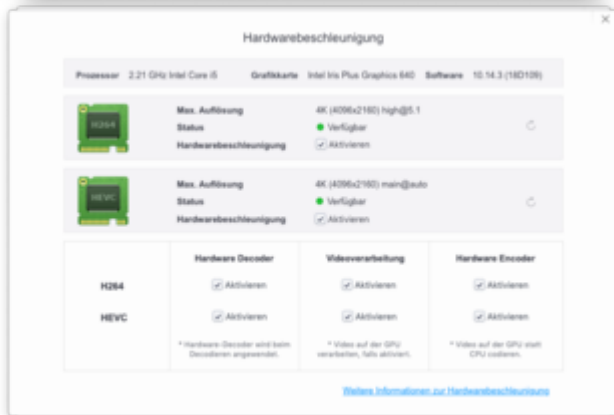 Hardwarebeschleunigung
Prozessor 2.21 GHz Intel Core i5 Grafikkarte Intel Iris Plus Graphics 640 Software 10.14.3 (18D109)
H264
Max. Auflösung 4K (4096x2160) high@5.1
Status Verfügbar
Hardwarebeschleunigung Aktivieren
HEVC
Max. Auflösung 4K (4096x2160) main@auto
Status Verfügbar
Hardwarebeschleunigung Aktivieren
Hardware Decoder Videoverarbeitung Hardware Encoder
H264 Aktivieren Aktivieren Aktivieren
HEVC Aktivieren Aktivieren Aktivieren
* Hardware-Decoder wird beim * Video auf der GPU * Video auf der GPU statt
Decodieren angewendet. verarbeiten, falls aktiviert. CPU codieren.
Weitere Informationen zur Hardwarebeschleunigung